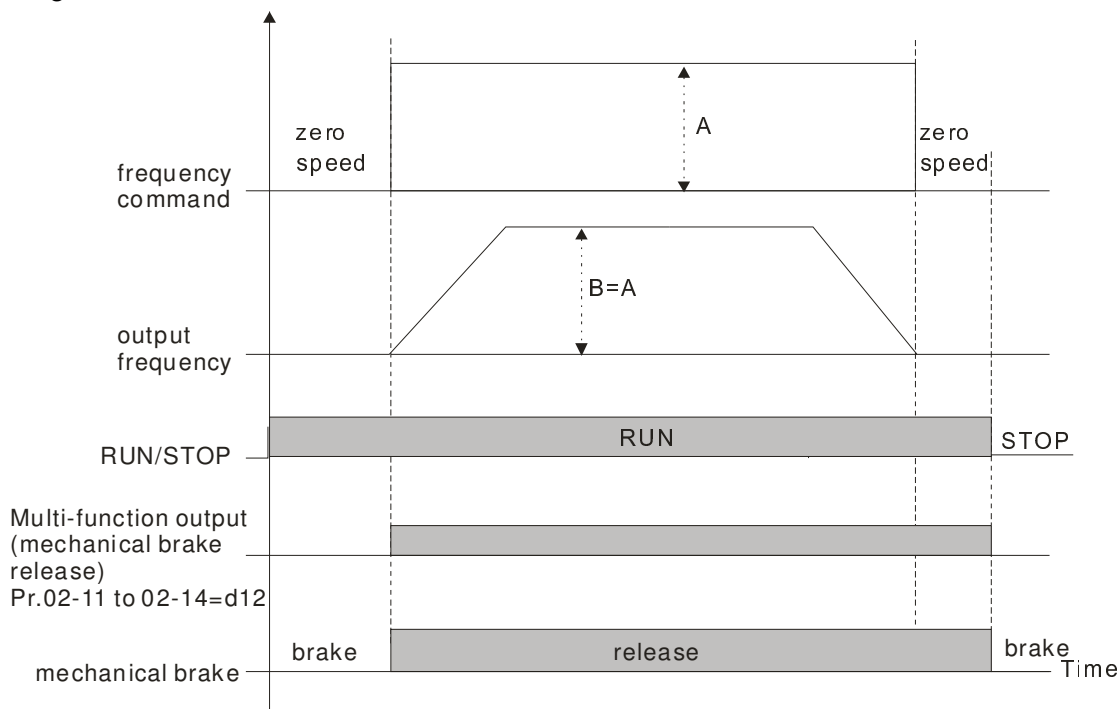 zero
speed
A
zero
speed
frequency
command
B=A
output
frequency
RUN
STOP
RUN/STOP
Multi-function output
(mechanical brake
release)
Pr.02-11 to 02-14=d12
brake
release
brake
Time
mechanical brake